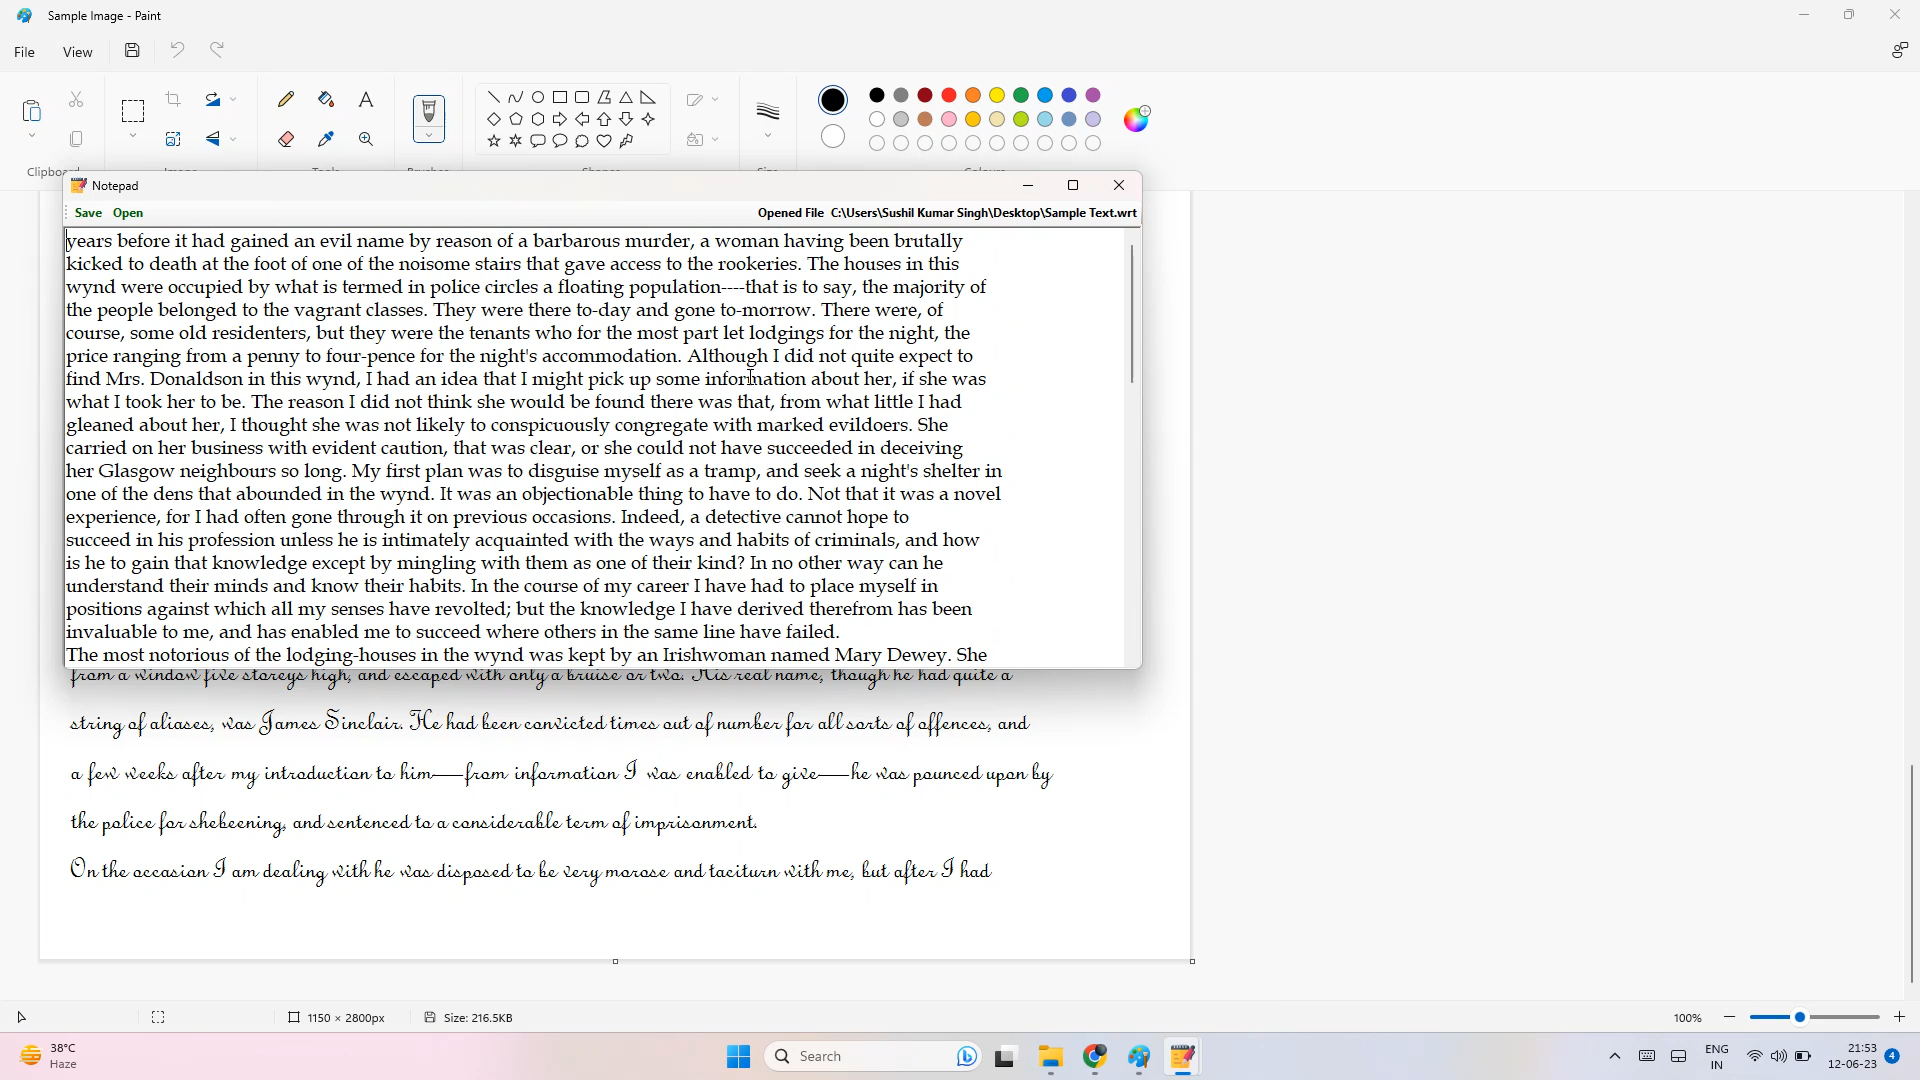 Sample Image - Paint
File View
Clipboard Image Tools Brushes Shapes Size Colours
Notepad
Save Open Opened File C:\Users\Sushil Kumar Singh\Desktop\Sample Text.wrt
years before it had gained an evil name by reason of a barbarous murder, a woman having been brutally
kicked to death at the foot of one of the noisome stairs that gave access to the rookeries. The houses in this
wynd were occupied by what is termed in police circles a floating population----that is to say, the majority of
the people belonged to the vagrant classes. They were there to-day and gone to-morrow. There were, of
course, some old residenters, but they were the tenants who for the most part let lodgings for the night, the
price ranging from a penny to four-pence for the night's accommodation. Although I did not quite expect to
find Mrs. Donaldson in this wynd, I had an idea that I might pick up some information about her, if she was
what I took her to be. The reason I did not think she would be found there was that, from what little I had
gleaned about her, I thought she was not likely to conspicuously congregate with marked evildoers. She
carried on her business with evident caution, that was clear, or she could not have succeeded in deceiving
her Glasgow neighbours so long. My first plan was to disguise myself as a tramp, and seek a night's shelter in
one of the dens that abounded in the wynd. It was an objectionable thing to have to do. Not that it was a novel
experience, for I had often gone through it on previous occasions. Indeed, a detective cannot hope to
succeed in his profession unless he is intimately acquainted with the ways and habits of criminals, and how
is he to gain that knowledge except by mingling with them as one of their kind? In no other way can he
understand their minds and know their habits. In the course of my career I have had to place myself in
positions against which all my senses have revolted; but the knowledge I have derived therefrom has been
invaluable to me, and has enabled me to succeed where others in the same line have failed.
The most notorious of the lodging-houses in the wynd was kept by an Irishwoman named Mary Dewey. She
from a window five storeys high, and escaped with only a bruise or two. His real name, though he had quite a
string of aliases, was James Sinclair. He had been convicted times out of number for all sorts of offences, and
a few weeks after my introduction to him—from information I was enabled to give—he was pounced upon by
the police for shebeening, and sentenced to a considerable term of imprisonment.
On the occasion I am dealing with he was disposed to be very morose and taciturn with me, but after I had
1150 × 2800px Size: 216.5KB 100%
38°C
Haze
Search
ENG
IN
21:53
12-06-23
4